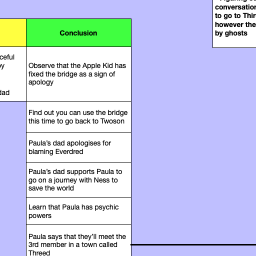 Conclusion
ceful
Observe that the Apple Kid has
fixed the bridge as a sign of
apology
dad
Find out you can use the bridge
this time to go back to Twoson
Paula's dad apologises for
blaming Everdred
Paula's dad supports Paula to
go on a journey with Ness to
save the world
Learn that Paula has psychic
powers
Paula says that they'll meet the
3rd member in a town called
Threed
conversation
to go to Thr
however the
by ghosts